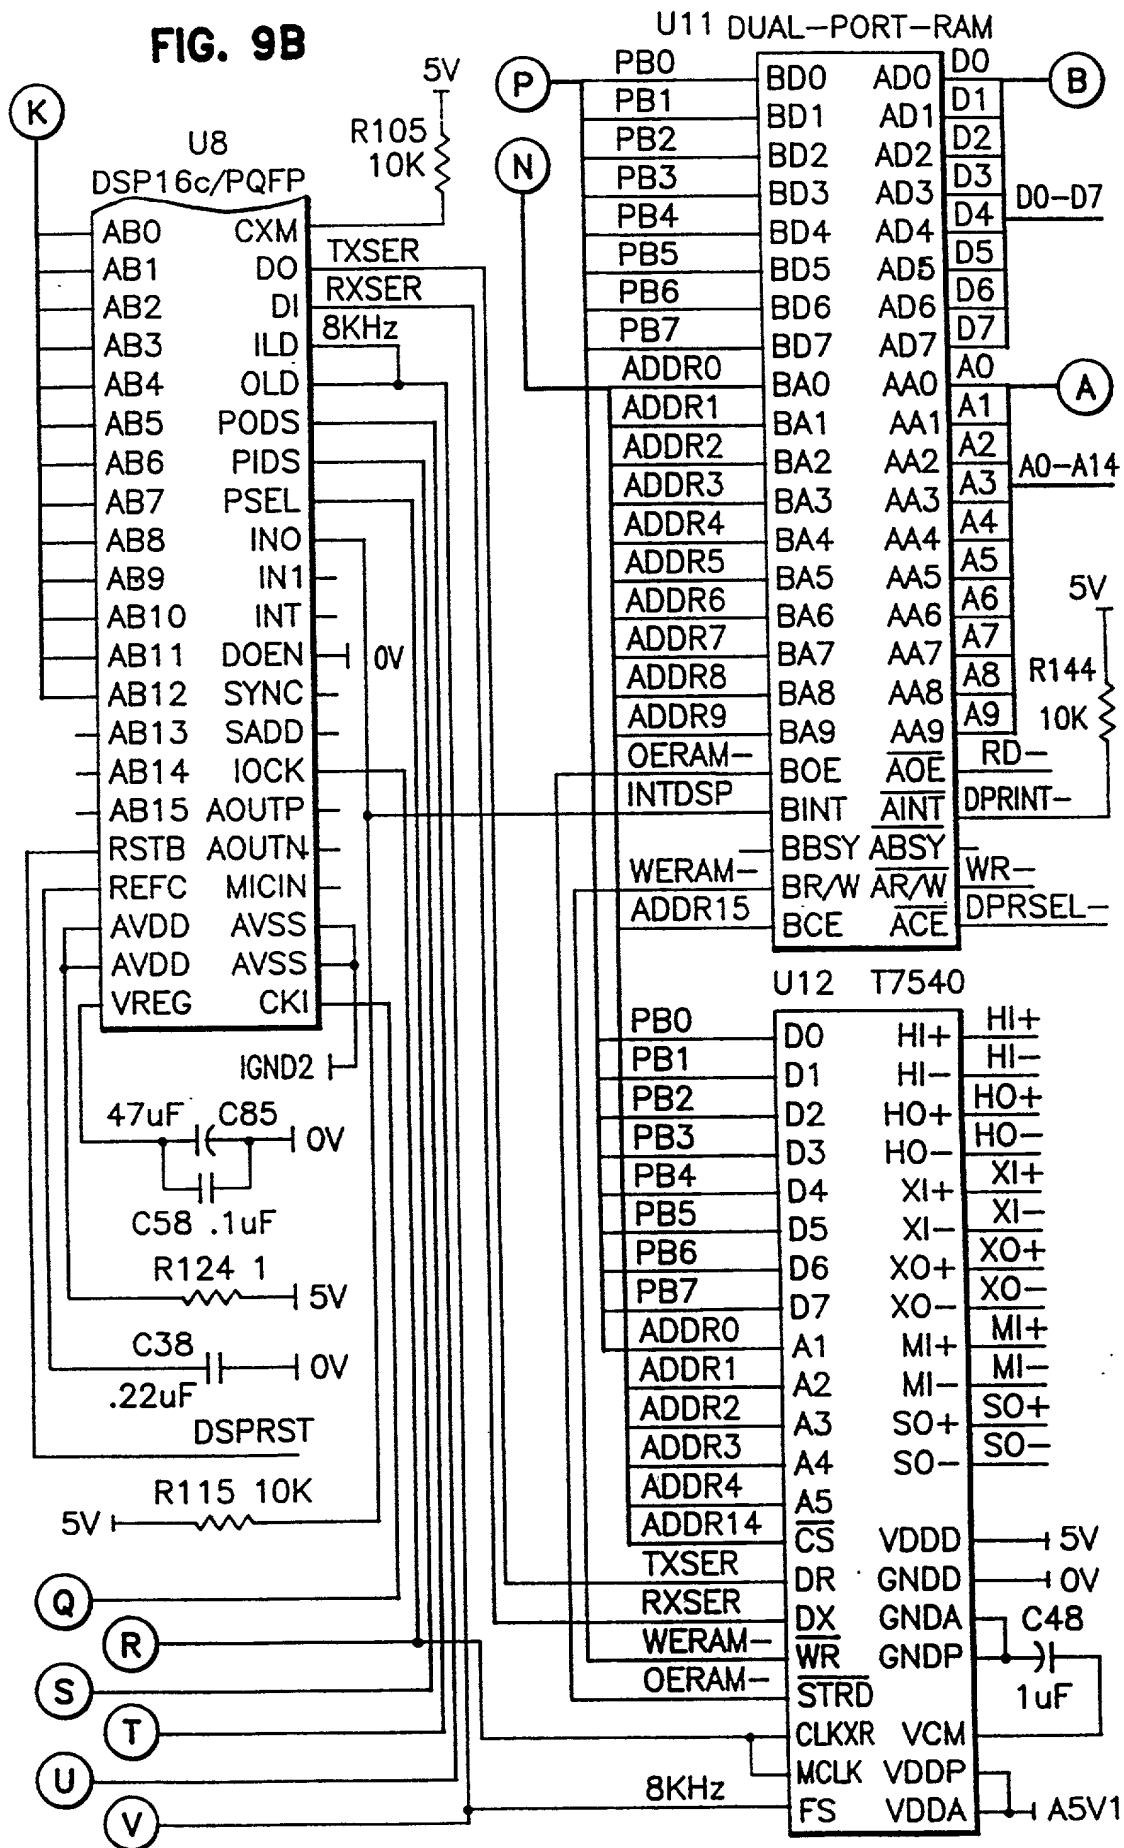 FIG. 9B
K
U8
DSP16c/PQFP
5V
R105
10K
AB0 CXM
AB1 DO TXSER
AB2 DI RXSER
AB3 ILD 8KHz
AB4 OLD
AB5 PODS
AB6 PIDS
AB7 PSEL
AB8 INO
AB9 IN1
AB10 INT
AB11 DOEN 0V
AB12 SYNC
AB13 SADD
AB14 IOCK
AB15 AOUTP
RSTB AOUTN
REFC MICIN
AVDD AVSS
AVDD AVSS
VREG CKI
IGND2
47uF C85 0V
C58 .1uF
R124 1 5V
C38 0V
.22uF
DSPRST
R115 10K
5V
Q
R
S
T
U
V
U11 DUAL-PORT-RAM
P
N
B
A
PB0 BD0 AD0 D0
PB1 BD1 AD1 D1
PB2 BD2 AD2 D2
PB3 BD3 AD3 D3
D0-D7
PB4 BD4 AD4 D4
PB5 BD5 AD5 D5
PB6 BD6 AD6 D6
PB7 BD7 AD7 D7
ADDR0 BA0 AA0 A0
ADDR1 BA1 AA1 A1
ADDR2 BA2 AA2 A2
A0-A14
ADDR3 BA3 AA3 A3
ADDR4 BA4 AA4 A4
ADDR5 BA5 AA5 A5
ADDR6 BA6 AA6 A6
ADDR7 BA7 AA7 A7
ADDR8 BA8 AA8 A8
ADDR9 BA9 AA9 A9
5V
R144
10K
OERAM- BOE AOE RD-
INTDSP BINT AINT DPRINT-
BBSY ABSY
WERAM- BR/W AR/W WR-
ADDR15 BCE ACE DPRSEL-
U12 T7540
PB0 D0 HI+ HI+
PB1 D1 HI- HI-
PB2 D2 HO+ HO+
PB3 D3 HO- HO-
PB4 D4 XI+ XI+
PB5 D5 XI- XI-
PB6 D6 XO+ XO+
PB7 D7 XO- XO-
ADDR0 A1 MI+ MI+
ADDR1 A2 MI- MI-
ADDR2 A3 SO+ SO+
ADDR3 A4 SO- SO-
ADDR4 A5
ADDR14 CS VDDD 5V
TXSER DR GNDD 0V
RXSER DX GNDA C48
WERAM- WR GNDP
1uF
OERAM- STRD
CLKXR VCM
MCLK VDDP
8KHz FS VDDA A5V1